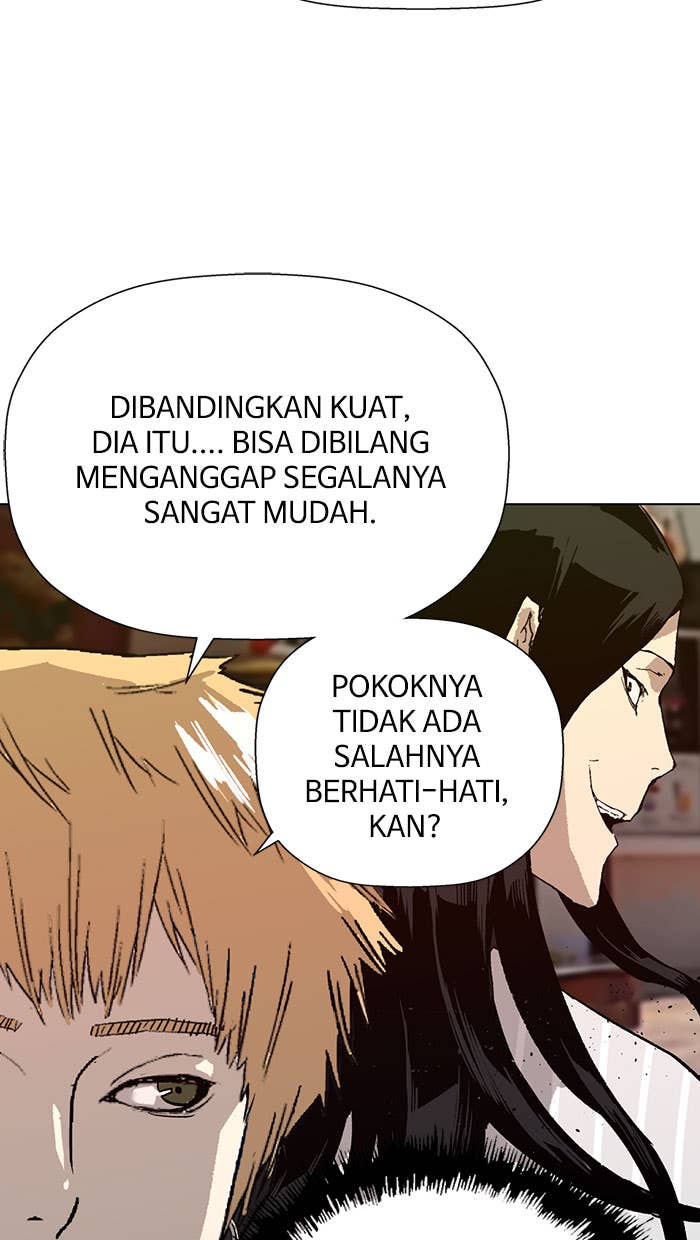 DIBANDINGKAN KUAT,
DIA ITU.... BISA DIBILANG
MENGANGGAP SEGALANYA
SANGAT MUDAH.
POKOKNYA
TIDAK ADA
SALAHNYA
BERHATI-HATI,
KAN?